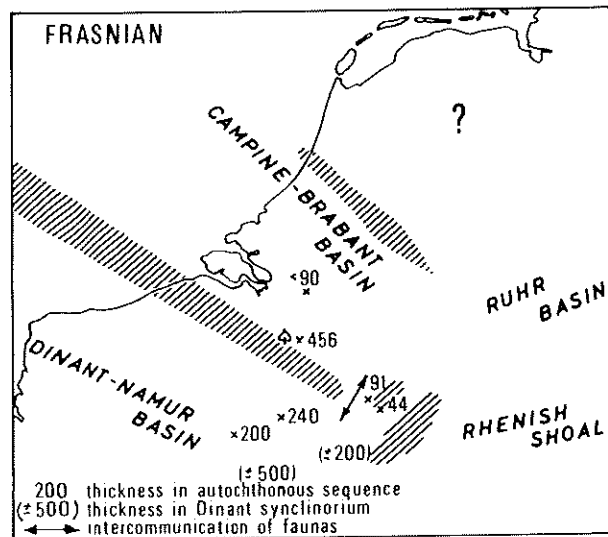 FRASNIAN
?
CAMPINE-BRABANT
BASIN
<90
RUHR
BASIN
456
DINANT-NAMUR
BASIN
91
44
240
200
RHENISH
SHOAL
(±200)
(±500)
200 thickness in autochthonous sequence
(±500) thickness in Dinant synclinorium
intercommunication of faunas